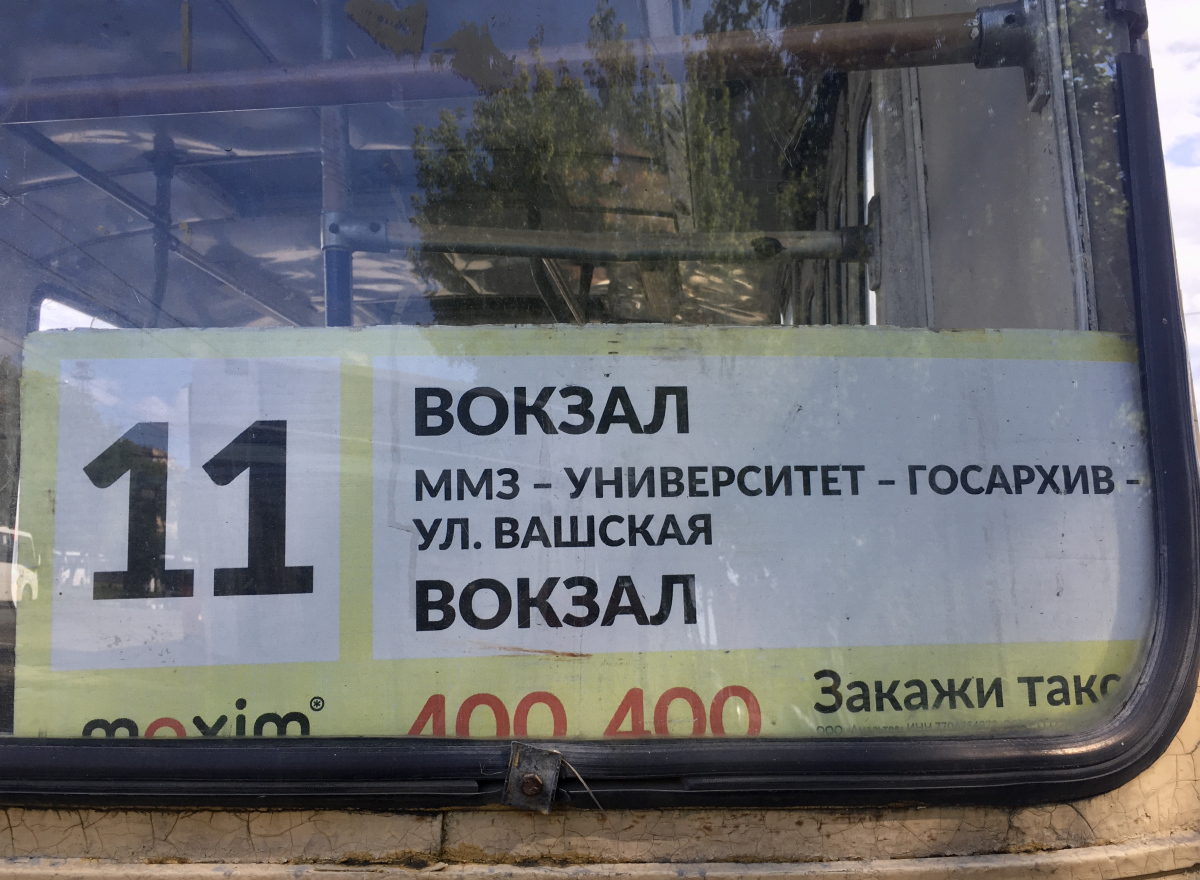 11
ВОКЗАЛ
ММЗ – УНИВЕРСИТЕТ – ГОСАРХИВ –
УЛ. ВАШСКАЯ
ВОКЗАЛ
maxim®
400 400
Закажи такс